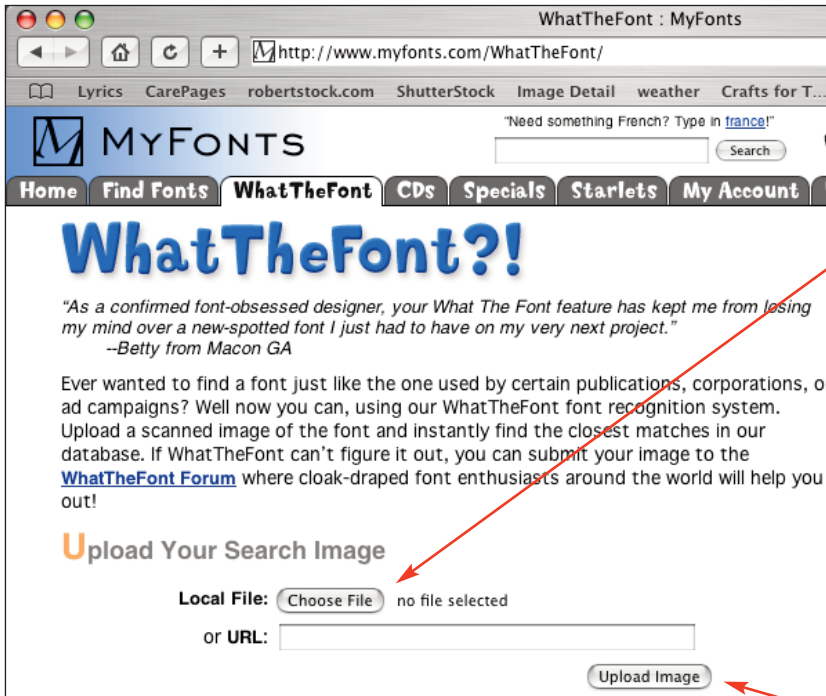 WhatTheFont : MyFonts
http://www.myfonts.com/WhatTheFont/
Lyrics CarePages robertstock.com ShutterStock Image Detail weather Crafts for T...
"Need something French? Type in france!"
MYFONTS
Search
Home Find Fonts WhatTheFont CDs Specials Starlets My Account
WhatTheFont?!
"As a confirmed font-obsessed designer, your What The Font feature has kept me from losing
my mind over a new-spotted font I just had to have on my very next project."
--Betty from Macon GA
Ever wanted to find a font just like the one used by certain publications, corporations, o
ad campaigns? Well now you can, using our WhatTheFont font recognition system.
Upload a scanned image of the font and instantly find the closest matches in our
database. If WhatTheFont can't figure it out, you can submit your image to the
WhatTheFont Forum where cloak-draped font enthusiasts around the world will help you
out!
Upload Your Search Image
Local File: Choose File no file selected
or URL:
Upload Image